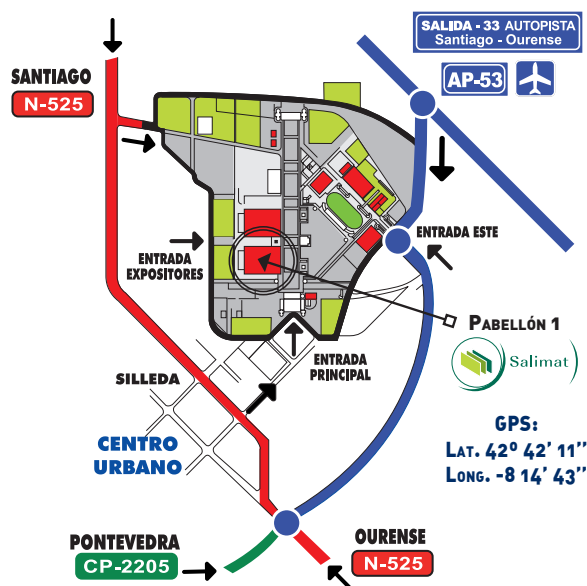 SALIDA - 33 AUTOPISTA
Santiago - Ourense
AP-53
SANTIAGO
N-525
ENTRADA ESTE
ENTRADA
EXPOSITORES
PABELLÓN 1
Salimat
ENTRADA
PRINCIPAL
SILLEDA
CENTRO
URBANO
GPS:
LAT. 42º 42' 11''
LONG. -8 14' 43''
PONTEVEDRA
CP-2205
OURENSE
N-525